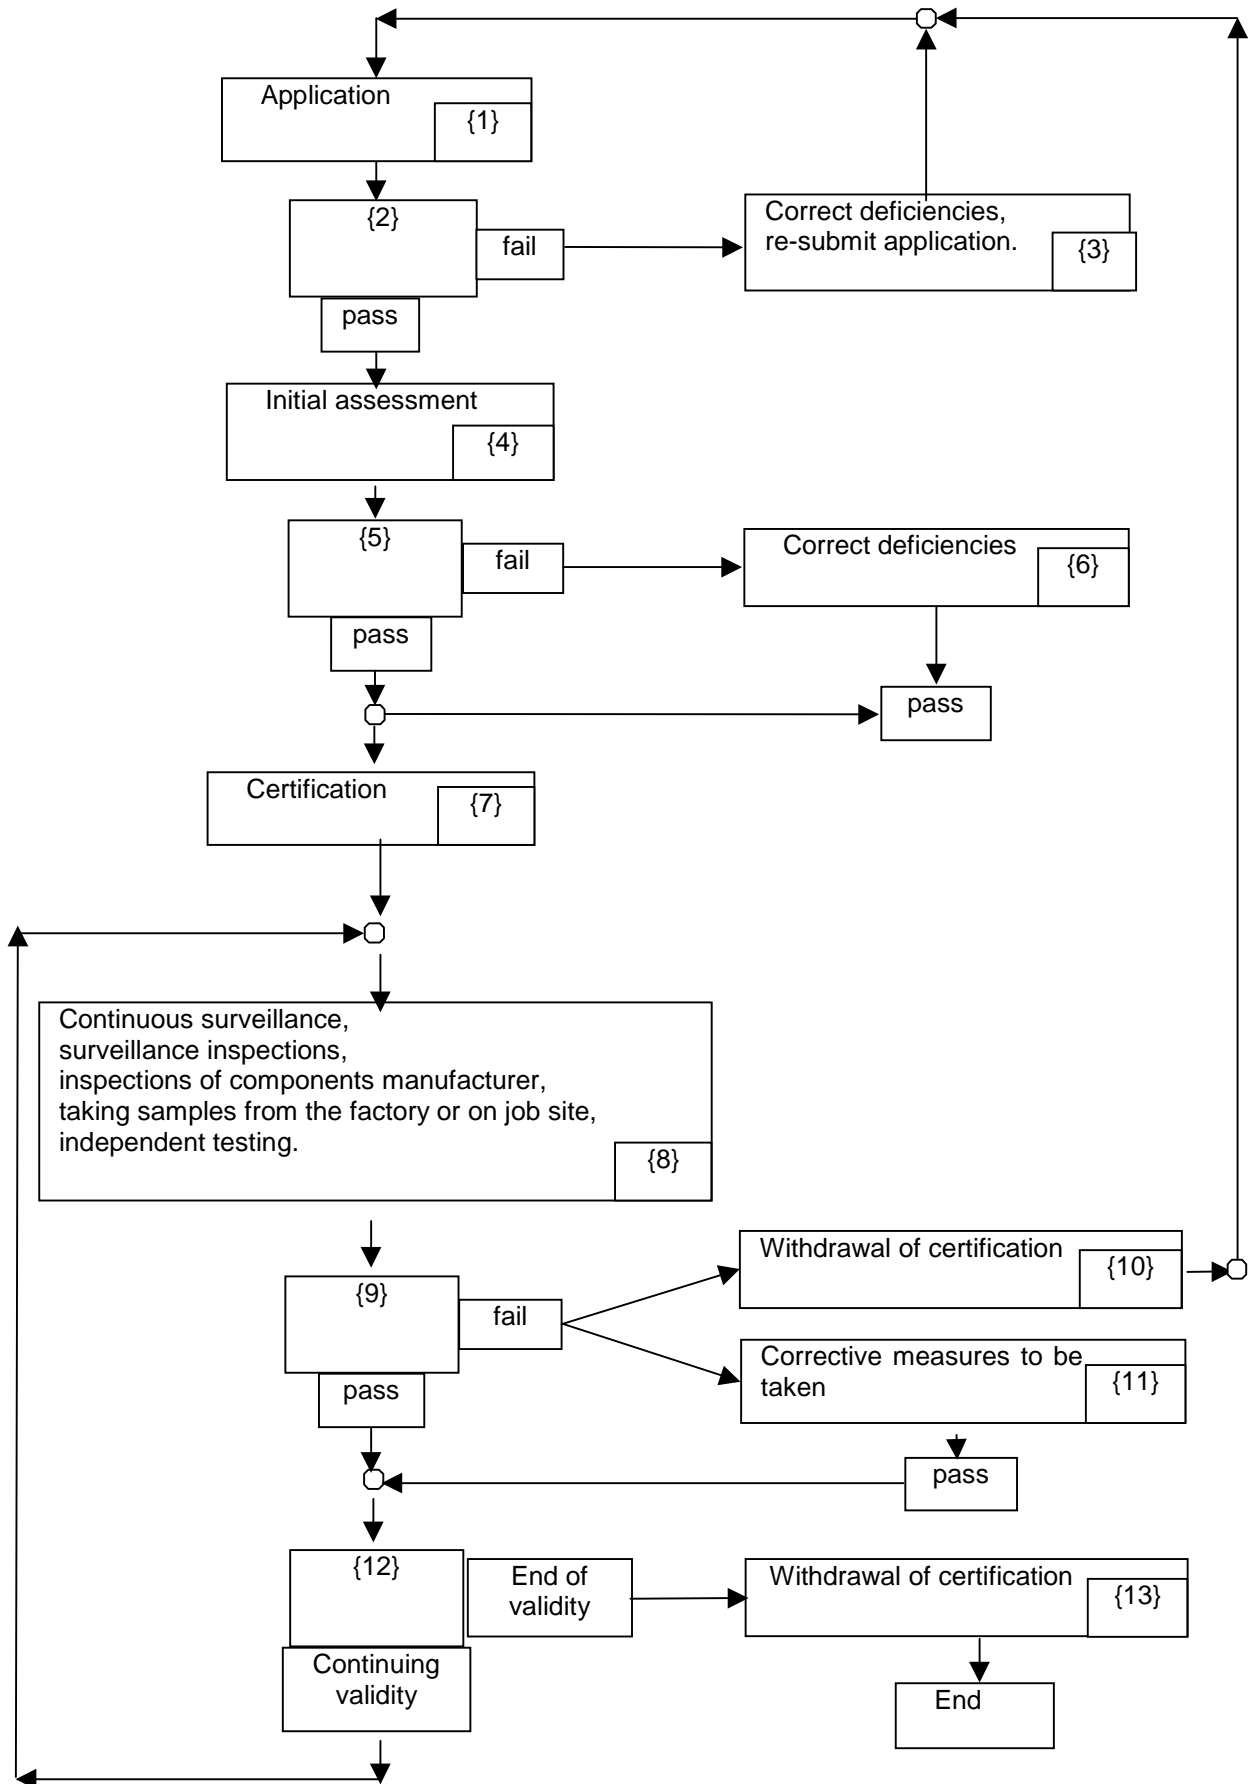 Application
{1}
{2}
fail
Correct deficiencies,
re-submit application.
{3}
pass
Initial assessment
{4}
{5}
fail
Correct deficiencies
{6}
pass
pass
Certification
{7}
Continuous surveillance,
surveillance inspections,
inspections of components manufacturer,
taking samples from the factory or on job site,
independent testing.
{8}
{9}
fail
Withdrawal of certification
{10}
Corrective measures to be
taken
{11}
pass
pass
{12}
End of
validity
Withdrawal of certification
{13}
Continuing
validity
End